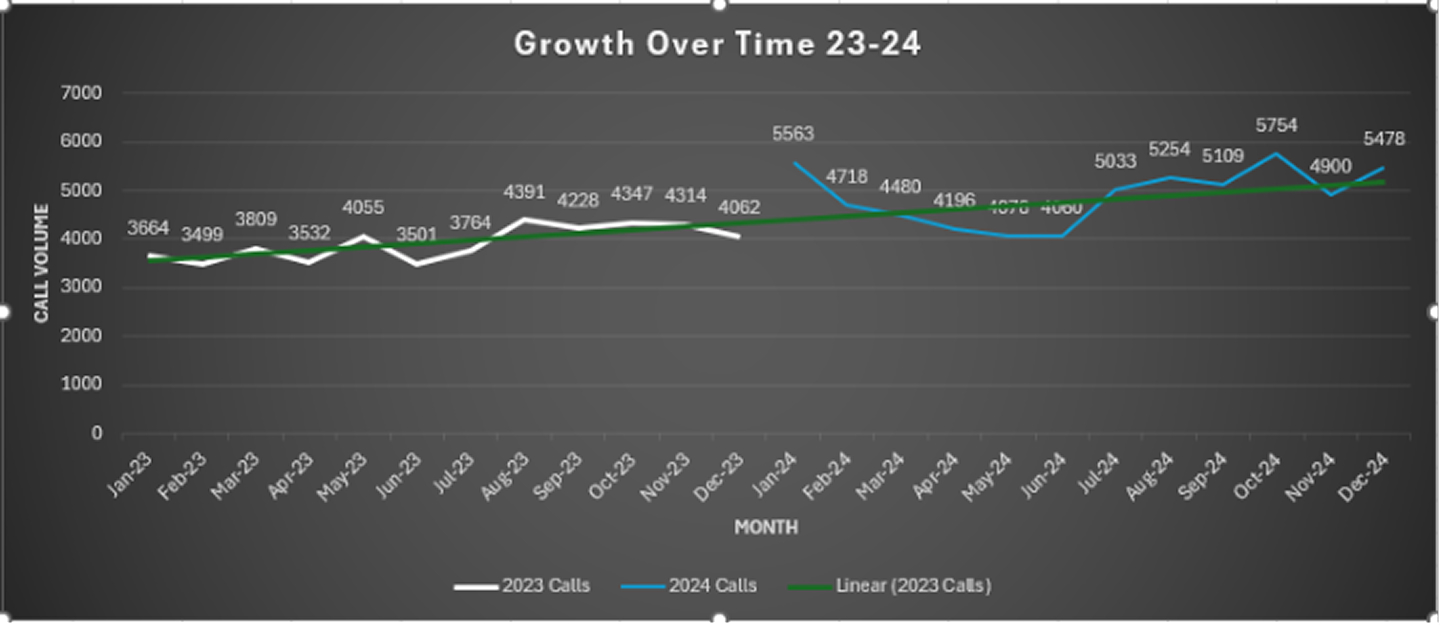 Growth Over Time 23-24
7000
6000
5000
4000
3000
2000
1000
0
CALL VOLUME
3664
3499
3809
3532
4055
3501
3764
4391
4228
4347
4314
4062
5563
4718
4480
4196
4060
5033
5254
5109
5754
4900
5478
Jan-23
Feb-23
Mar-23
Apr-23
May-23
Jun-23
Jul-23
Aug-23
Sep-23
Oct-23
Nov-23
Dec-23
Jan-24
Feb-24
Mar-24
Apr-24
May-24
Jun-24
Jul-24
Aug-24
Sep-24
Oct-24
Nov-24
Dec-24
MONTH
2023 Calls
2024 Calls
Linear (2023 Calls)